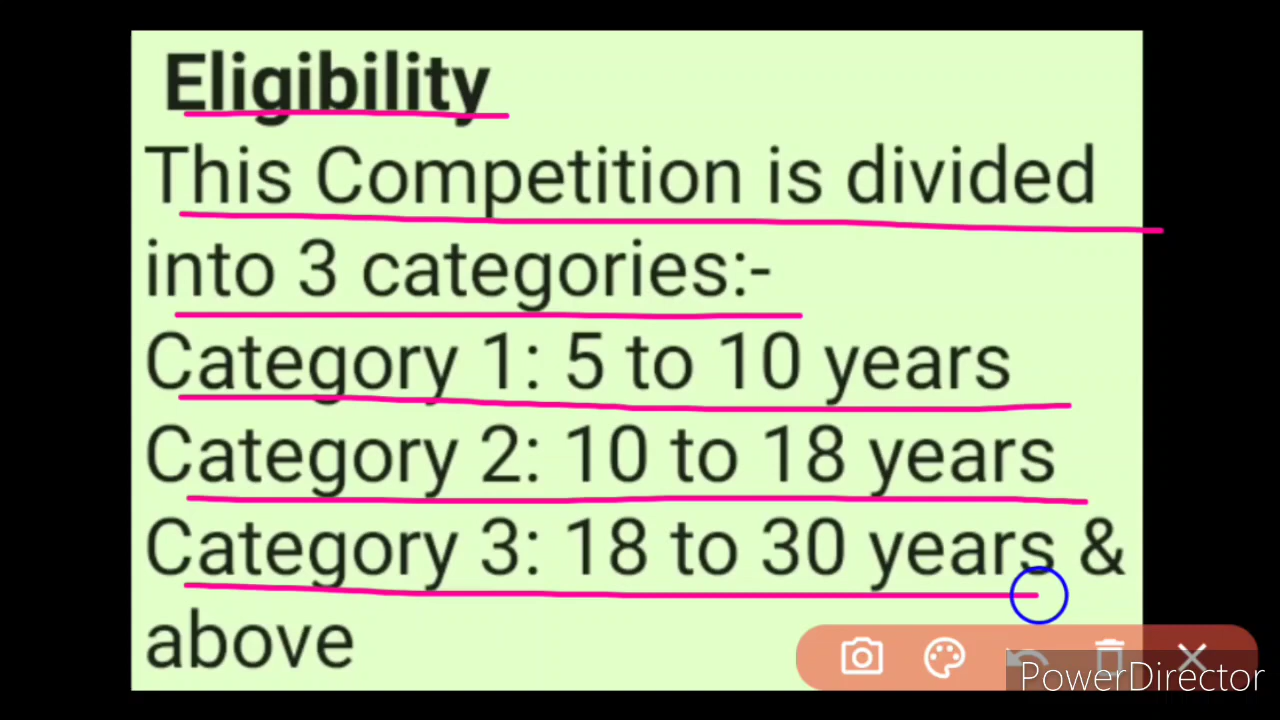 Eligibility
This Competition is divided
into 3 categories:-
Category 1: 5 to 10 years
Category 2: 10 to 18 years
Category 3: 18 to 30 years &
above
PowerDirector